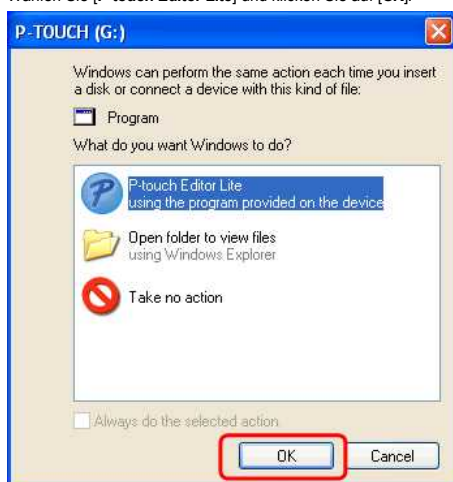 P-TOUCH (G:)
Windows can perform the same action each time you insert
a disk or connect a device with this kind of file:
Program
What do you want Windows to do?
P-touch Editor Lite
using the program provided on the device
Open folder to view files
using Windows Explorer
Take no action
Always do the selected action.
OK
Cancel